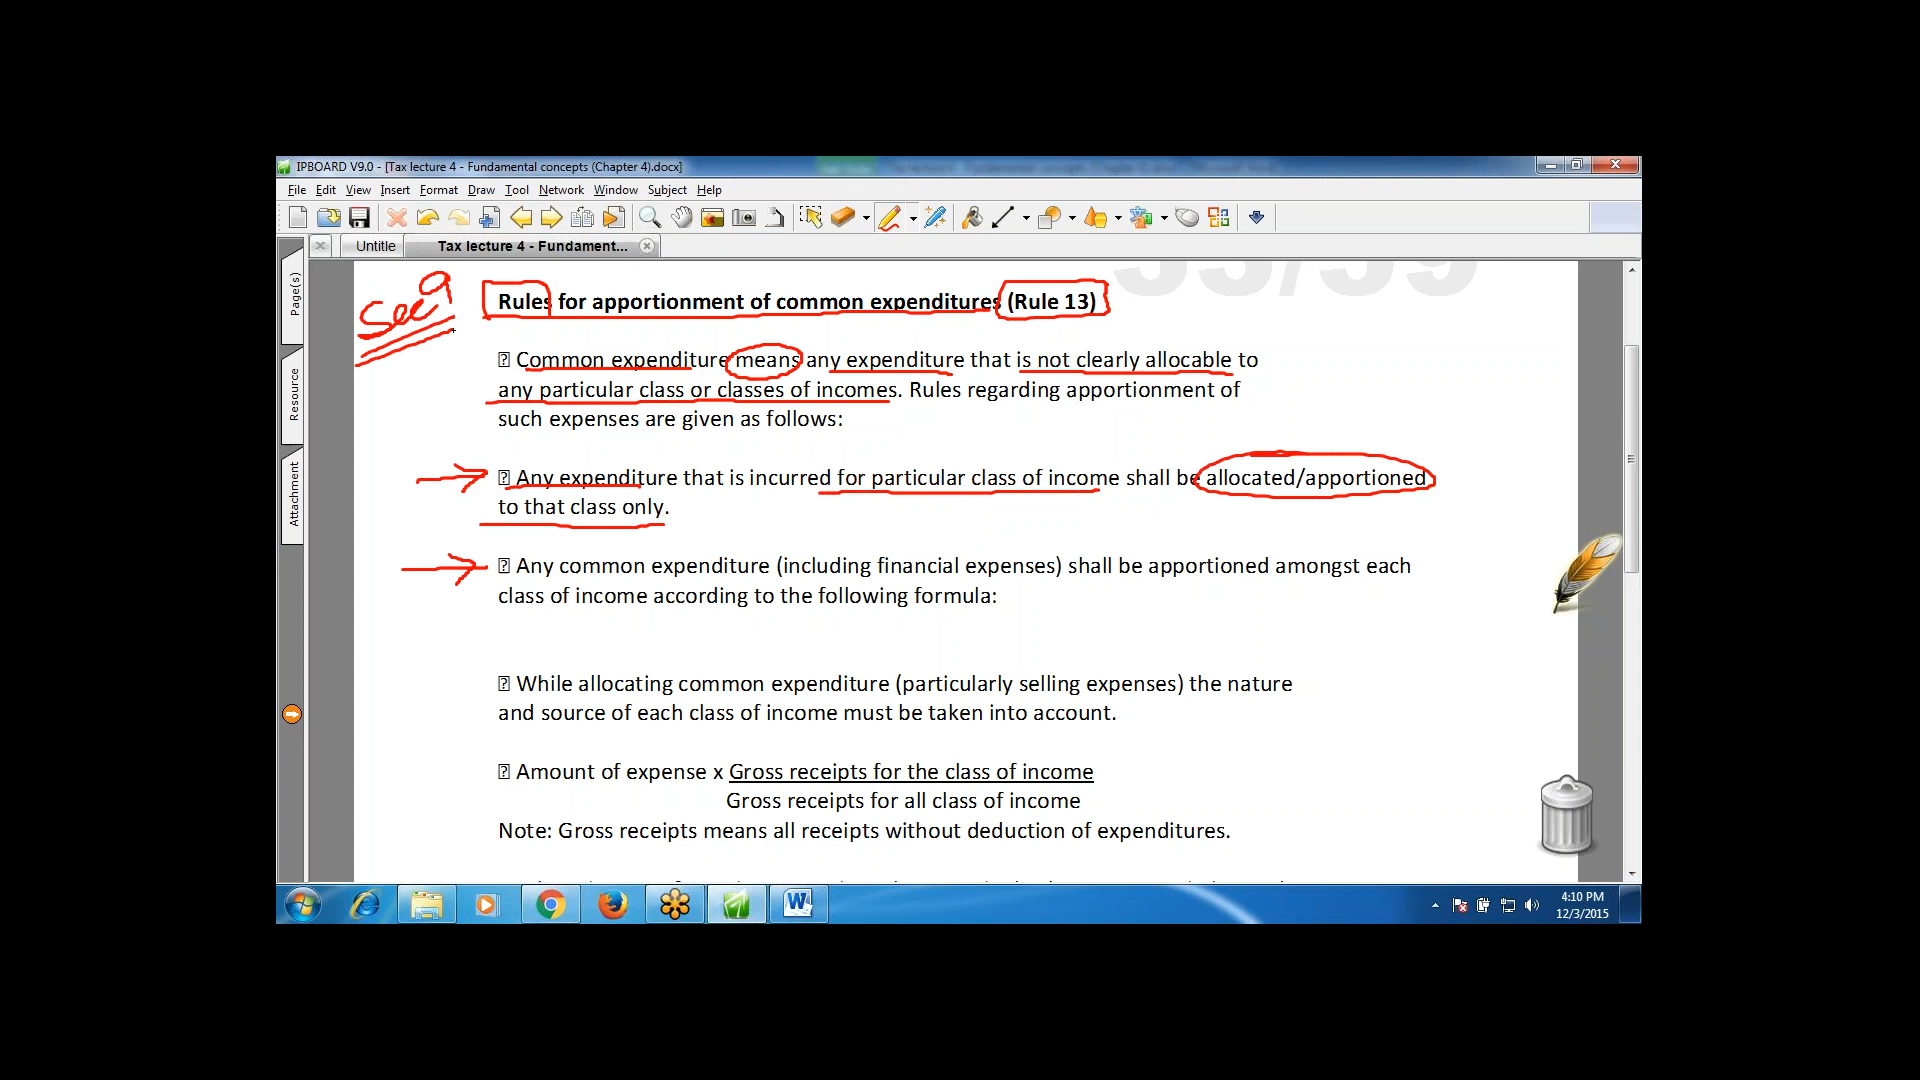 IPBOARD V9.0 - [Tax lecture 4 - Fundamental concepts (Chapter 4).docx]
File Edit View Insert Format Draw Tool Network Window Subject Help
Untitle Tax lecture 4 - Fundament...
Page(s)
Resource
Attachment
Sec 9
Rules for apportionment of common expenditures (Rule 13)
Common expenditure means any expenditure that is not clearly allocable to
any particular class or classes of incomes. Rules regarding apportionment of
such expenses are given as follows:
Any expenditure that is incurred for particular class of income shall be allocated/apportioned
to that class only.
Any common expenditure (including financial expenses) shall be apportioned amongst each
class of income according to the following formula:
While allocating common expenditure (particularly selling expenses) the nature
and source of each class of income must be taken into account.
Amount of expense x Gross receipts for the class of income
Gross receipts for all class of income
Note: Gross receipts means all receipts without deduction of expenditures.
4:10 PM
12/3/2015